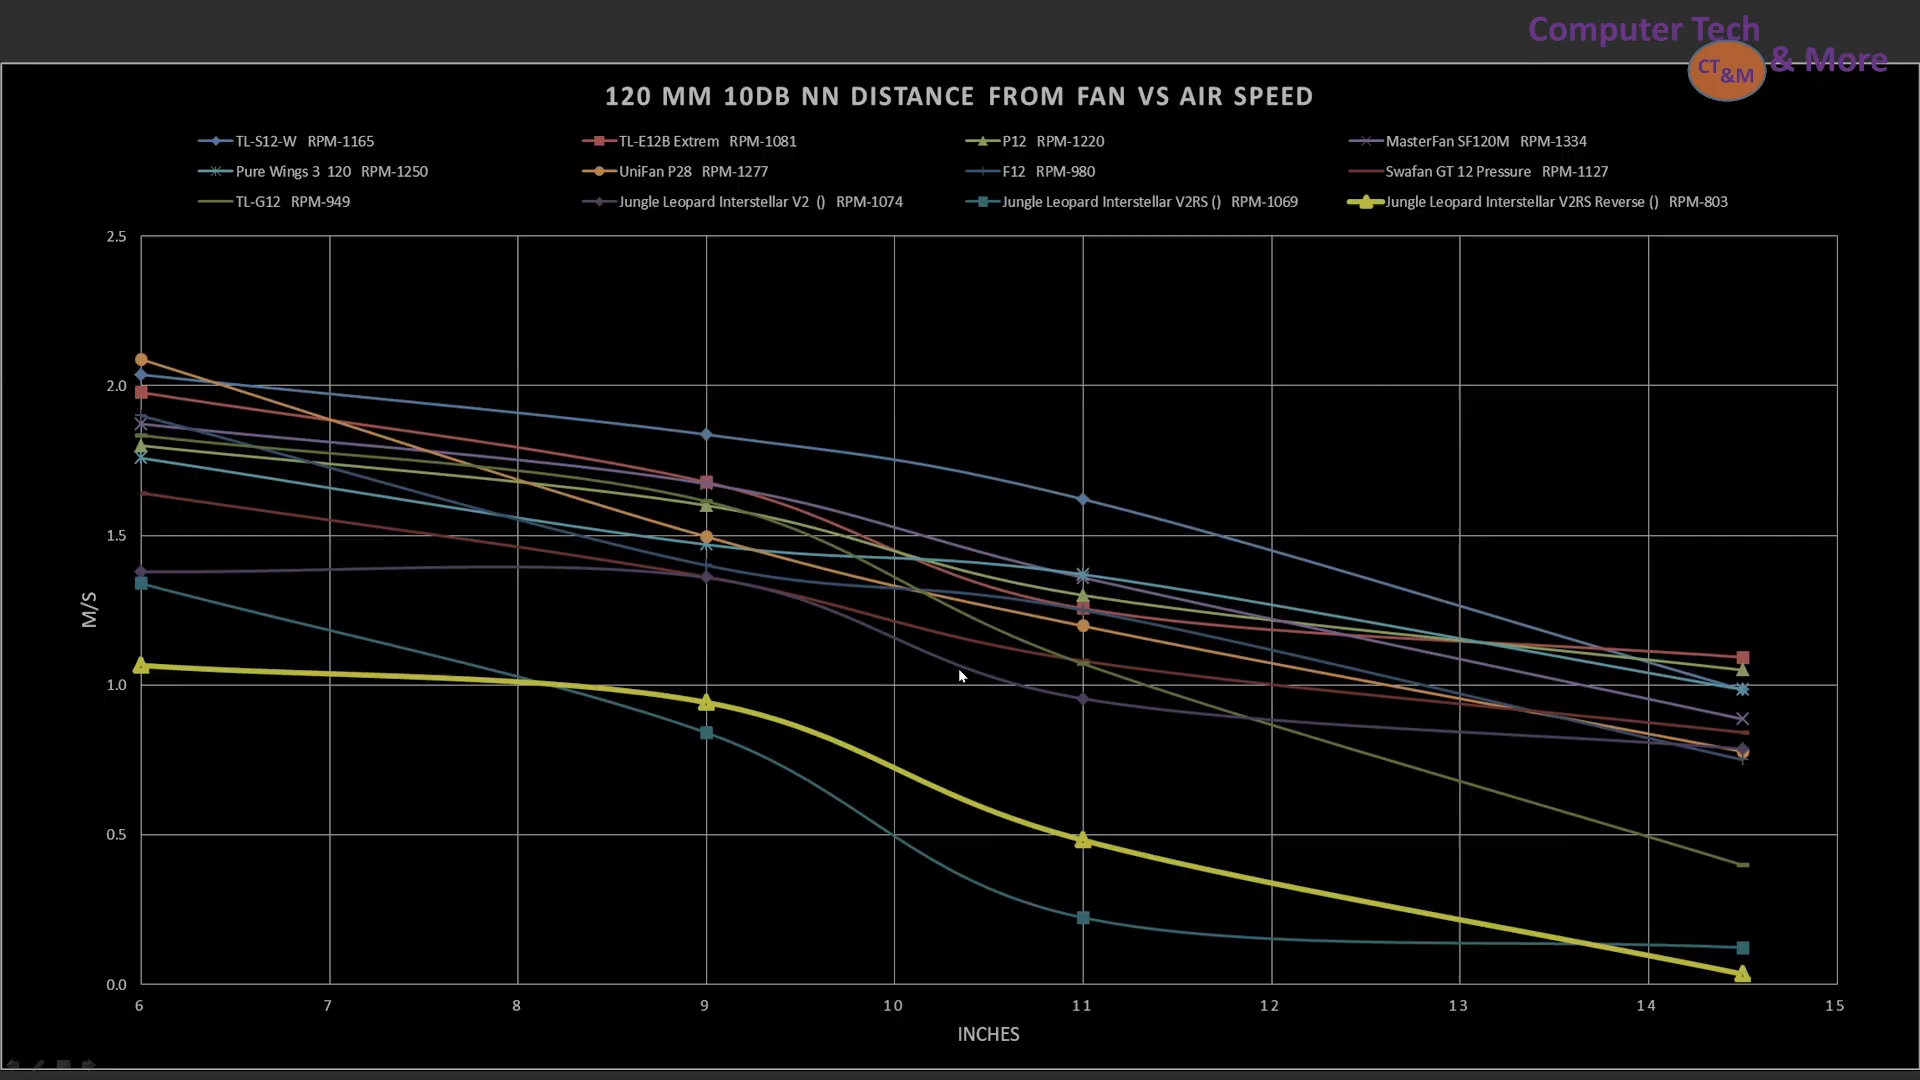 Computer Tech
CT &M & More
120 MM 10DB NN DISTANCE FROM FAN VS AIR SPEED
TL-S12-W RPM-1165 TL-E12B Extrem RPM-1081 P12 RPM-1220 MasterFan SF120M RPM-1334
Pure Wings 3 120 RPM-1250 UniFan P28 RPM-1277 F12 RPM-980 Swafan GT 12 Pressure RPM-1127
TL-G12 RPM-949 Jungle Leopard Interstellar V2 () RPM-1074 Jungle Leopard Interstellar V2RS () RPM-1069 Jungle Leopard Interstellar V2RS Reverse () RPM-803
2.5
2.0
1.5
M/S
1.0
0.5
0.0
6 7 8 9 10 11 12 13 14 15
INCHES